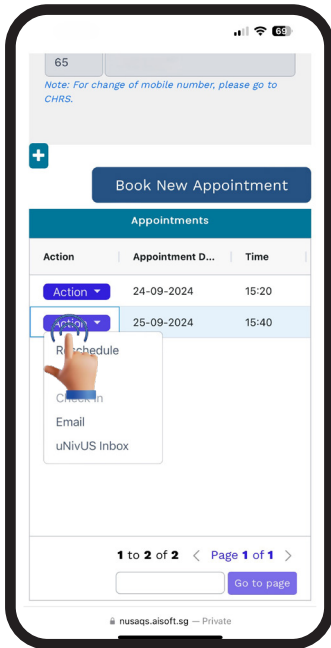 69
65
Note: For change of mobile number, please go to
CHRS.
+
Book New Appointment
Appointments
Action Appointment D... Time
Action 24-09-2024 15:20
Action 25-09-2024 15:40
Reschedule
Check In
Email
uNivUS Inbox
1 to 2 of 2 < Page 1 of 1 >
Go to page
nusaqs.aisoft.sg — Private